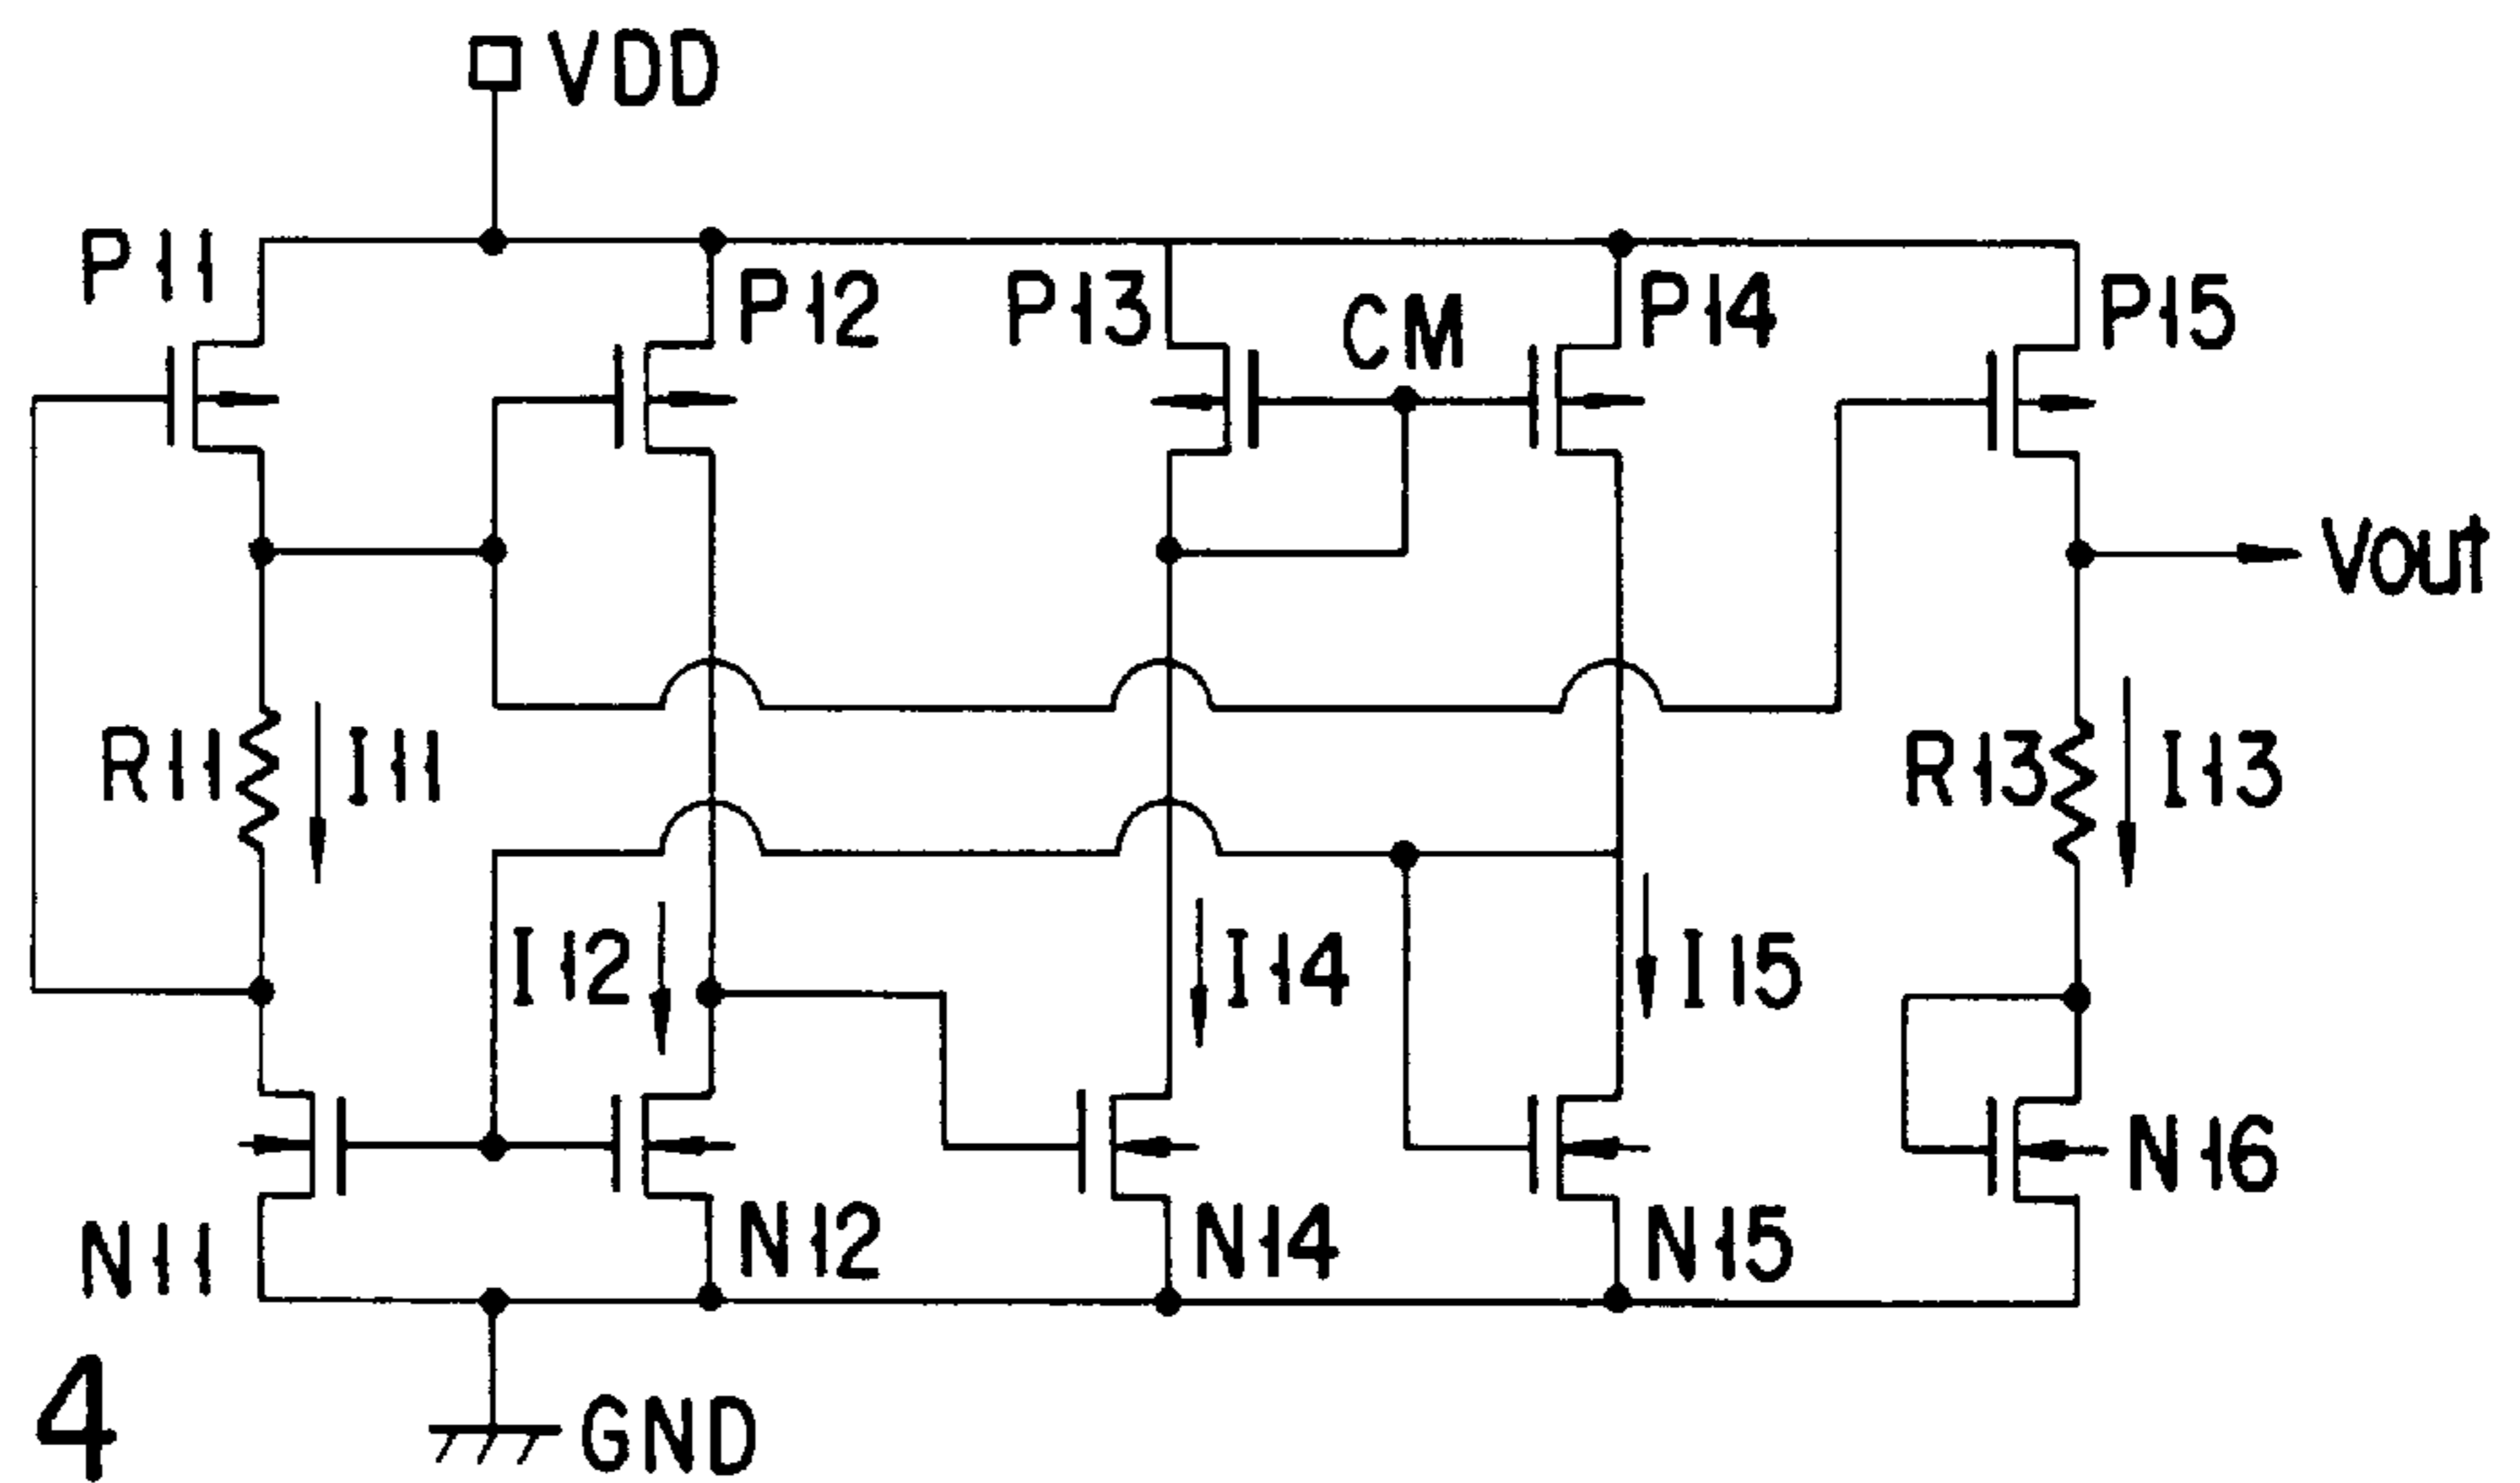 VDD
P11
P12
P13
CM
P14
P15
Vout
R11
I11
R13
I13
I12
I14
I15
N11
N12
N14
N15
N16
4
GND